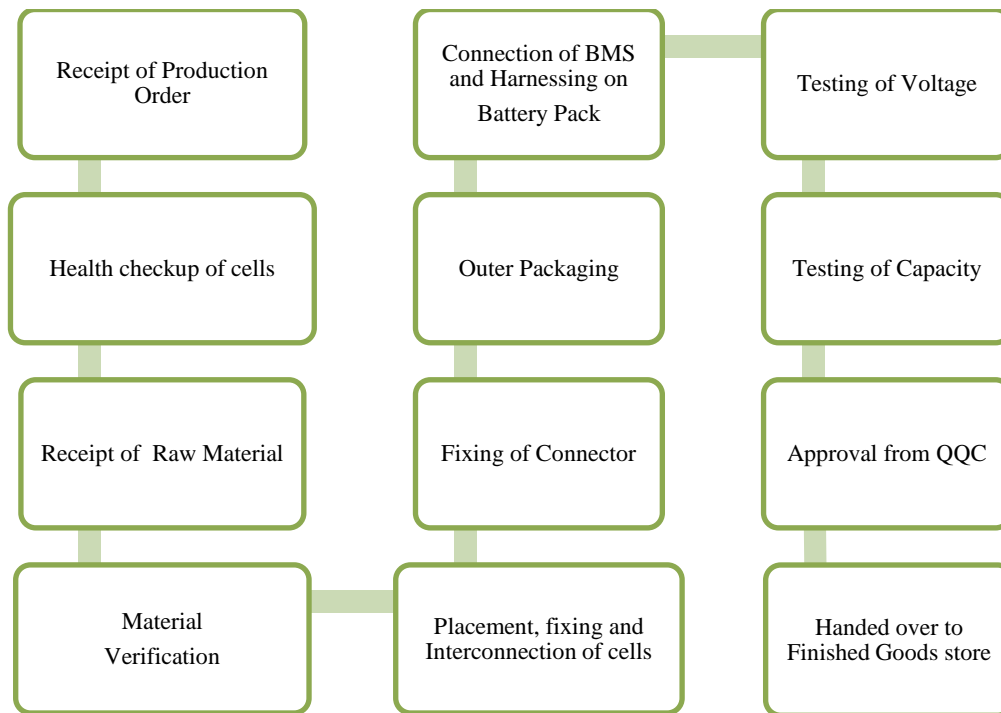 Receipt of Production
Order
Health checkup of cells
Receipt of Raw Material
Material
Verification
Placement, fixing and
Interconnection of cells
Fixing of Connector
Outer Packaging
Connection of BMS
and Harnessing on
Battery Pack
Testing of Voltage
Testing of Capacity
Approval from QQC
Handed over to
Finished Goods store